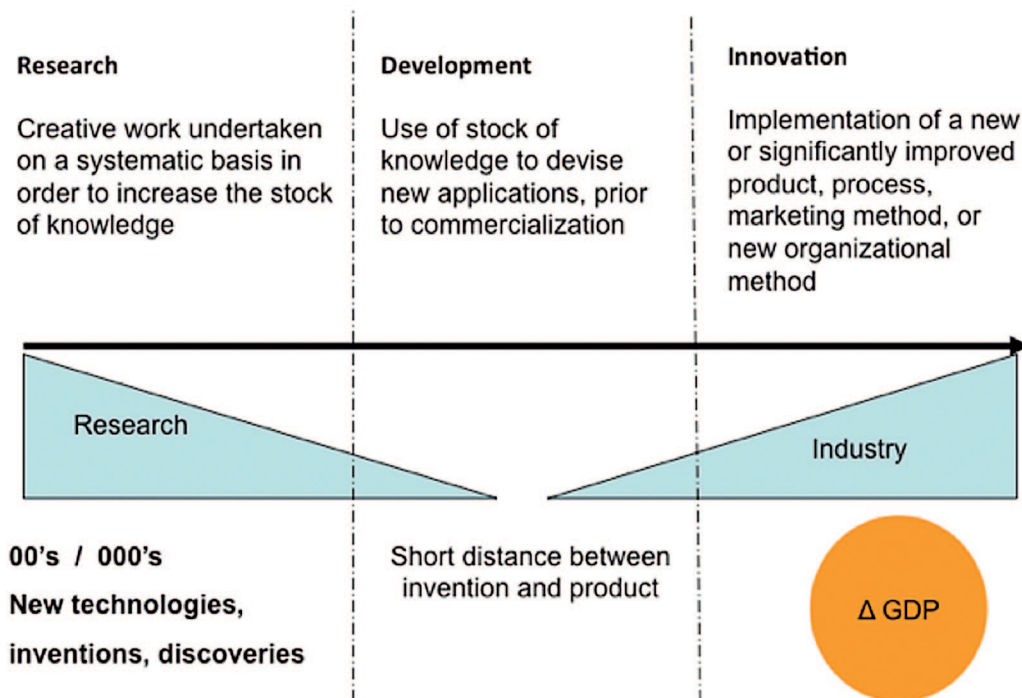 Research
Creative work undertaken
on a systematic basis in
order to increase the stock
of knowledge
Development
Use of stock of
knowledge to devise
new applications, prior
to commercialization
Innovation
Implementation of a new
or significantly improved
product, process,
marketing method, or
new organizational
method
Research
Industry
00's / 000's
New technologies,
inventions, discoveries
Short distance between
invention and product
Δ GDP